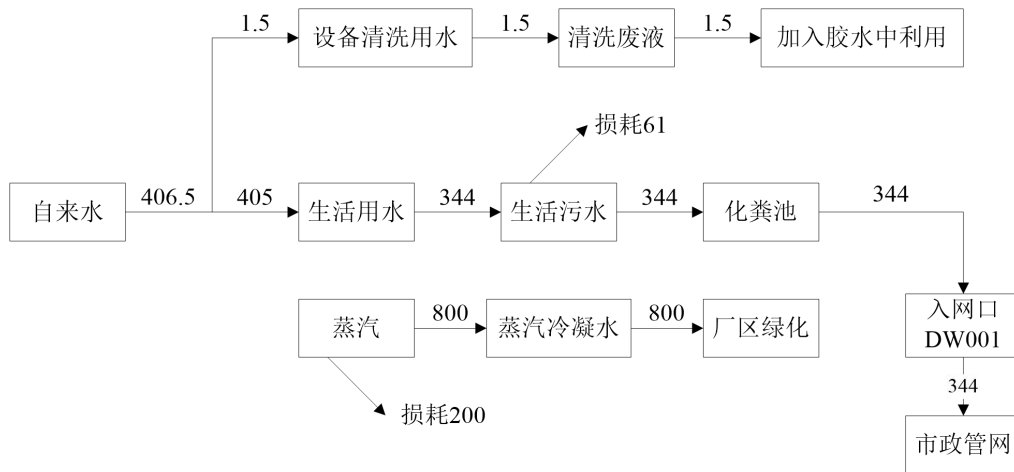 1.5
设备清洗用水
1.5
清洗废液
1.5
加入胶水中利用
损耗61
自来水
406.5
405
生活用水
344
生活污水
344
化粪池
344
蒸汽
800
蒸汽冷凝水
800
厂区绿化
入网口
DW001
损耗200
344
市政管网